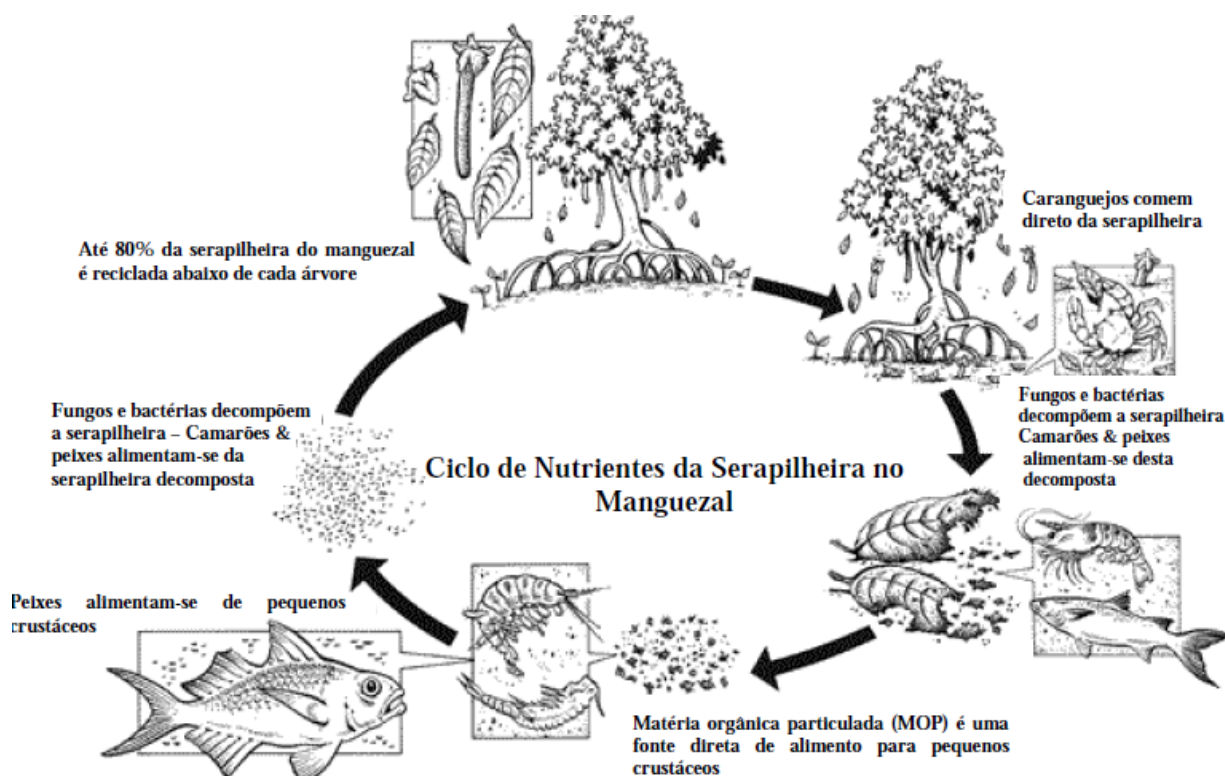 Até 80% da serapilheira do manguezal
é reciclada abaixo de cada árvore
Caranguejos comem
direto da serapilheira
Fungos e bactérias
decompõem a serapilheira
Camarões & peixes
alimentam-se desta
decomposta
Matéria orgânica particulada (MOP) é uma
fonte direta de alimento para pequenos
crustáceos
Peixes alimentam-se de pequenos
crustáceos
Fungos e bactérias decompõem
a serapilheira – Camarões &
peixes alimentam-se da
serapilheira decomposta
Ciclo de Nutrientes da Serapilheira no
Manguezal